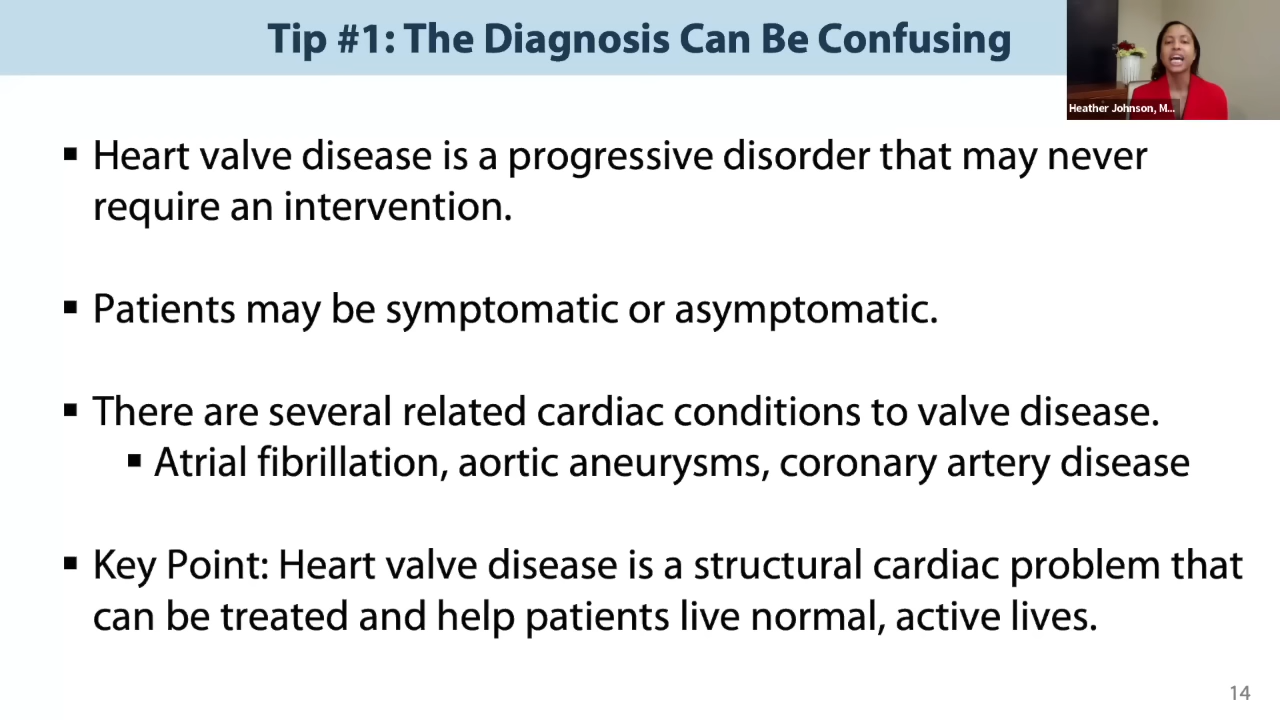 Tip #1: The Diagnosis Can Be Confusing
Heather Johnson, M...
▪ Heart valve disease is a progressive disorder that may never
require an intervention.
▪ Patients may be symptomatic or asymptomatic.
▪ There are several related cardiac conditions to valve disease.
▪ Atrial fibrillation, aortic aneurysms, coronary artery disease
▪ Key Point: Heart valve disease is a structural cardiac problem that
can be treated and help patients live normal, active lives.
14